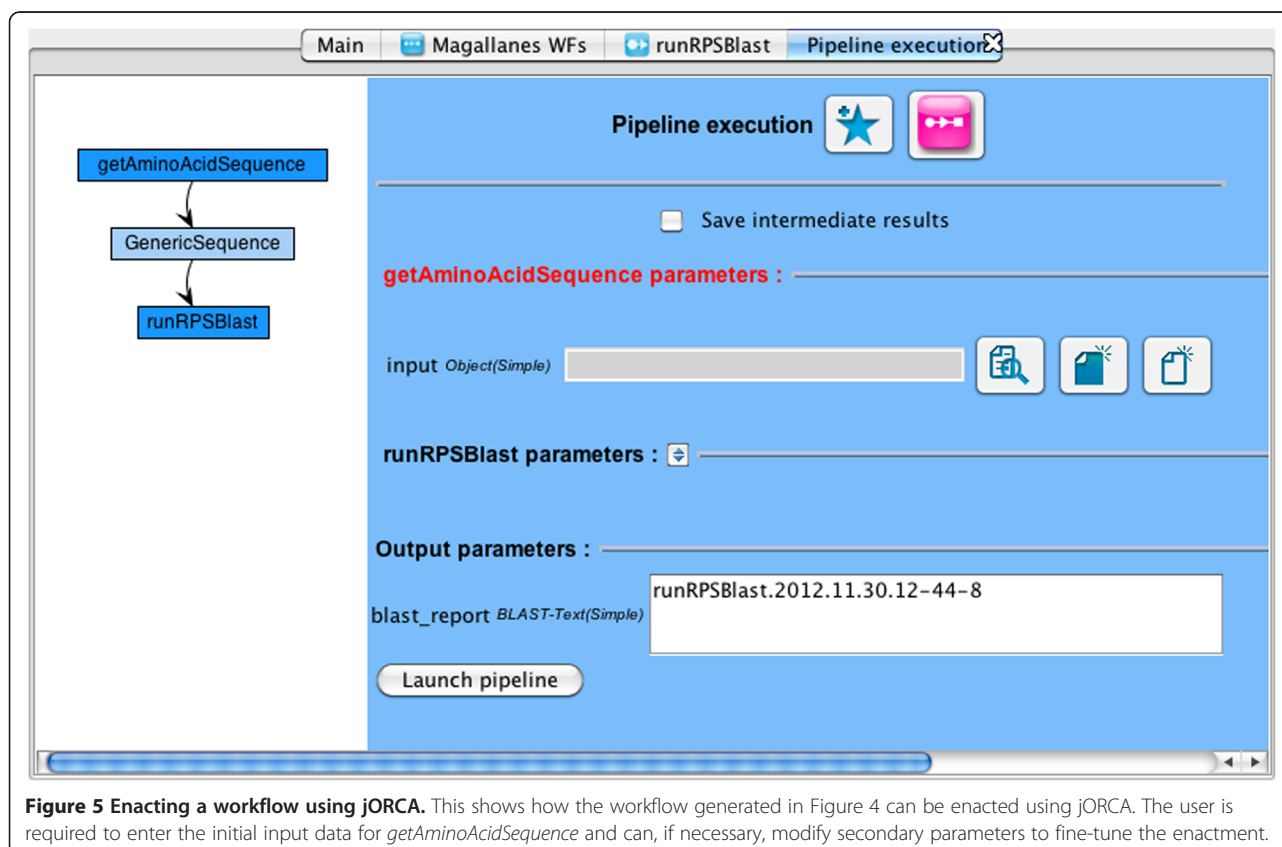 Main
Magallanes WFs
runRPSBlast
Pipeline execution
getAminoAcidSequence
GenericSequence
runRPSBlast
Pipeline execution
Save intermediate results
getAminoAcidSequence parameters :
input Object(Simple)
runRPSBlast parameters :
Output parameters :
blast_report BLAST-Text(Simple)
runRPSBlast.2012.11.30.12-44-8
Launch pipeline
Figure 5 Enacting a workflow using jORCA. This shows how the workflow generated in Figure 4 can be enacted using jORCA. The user is
required to enter the initial input data for getAminoAcidSequence and can, if necessary, modify secondary parameters to fine-tune the enactment.